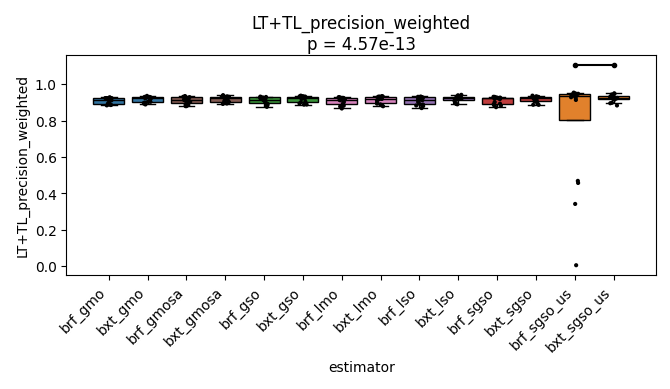 LT+TL_precision_weighted
p = 4.57e-13
LT+TL_precision_weighted
1.0
0.8
0.6
0.4
0.2
0.0
brf_gmo
bxt_gmo
brf_gmosa
bxt_gmosa
brf_gso
bxt_gso
brf_lmo
bxt_lmo
brf_lso
bxt_lso
brf_sgso
bxt_sgso
brf_sgso_us
bxt_sgso_us
estimator